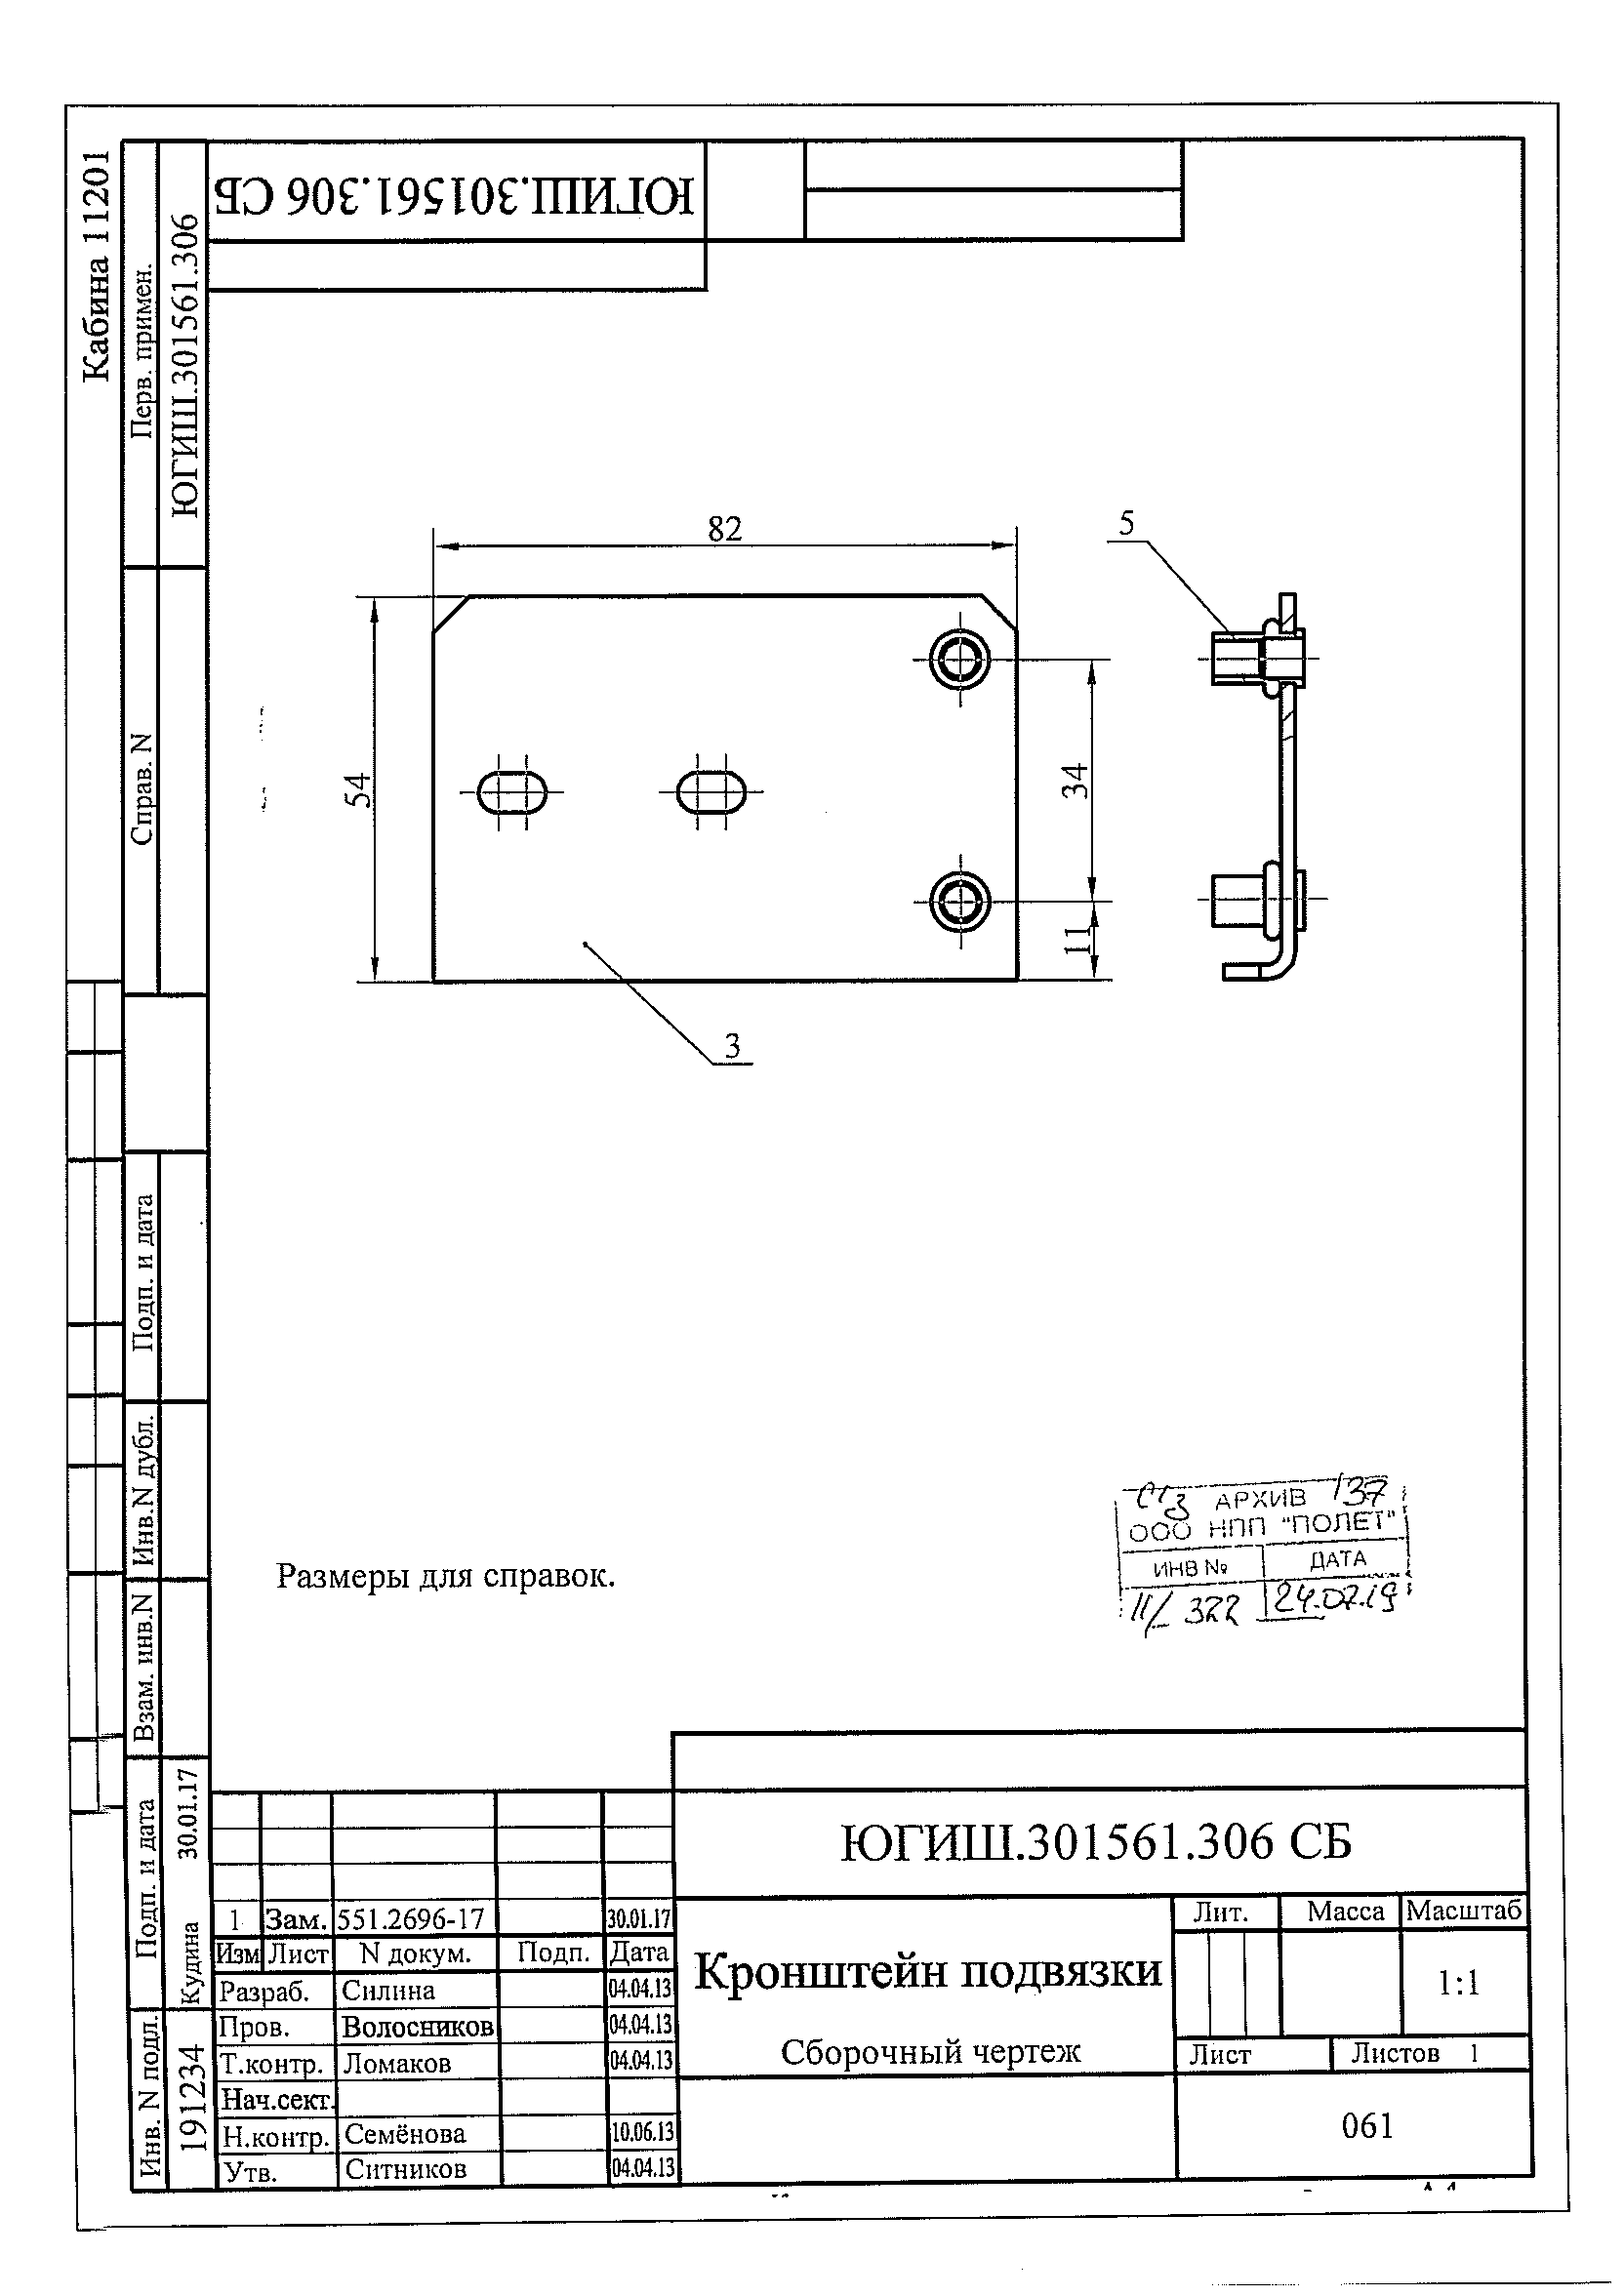 Кабина 11201
Перв. примен.
ЮГИШ.301561.306
ЮГИШ.301561.306 СБ
Справ. N
82
5
54
34
11
3
Подп. и дата
Инв.N дубл.
Взам. инв.N
Подп. и дата
Кудина 30.01.17
Инв. N подл.
191234
АРХИВ 137
ООО НПП "ПОЛЕТ"
ИНВ № ДАТА
11/322 24.07.19
Размеры для справок.
ЮГИШ.301561.306 СБ
1 Зам. 551.2696-17 30.01.17
Изм Лист N докум. Подп. Дата
Разраб. Силина 04.04.13
Пров. Волосников 04.04.13
Т.контр. Ломаков 04.04.13
Нач.сект.
Н.контр. Семёнова 10.06.13
Утв. Ситников 04.04.13
Кронштейн подвязки
Сборочный чертеж
Лит. Масса Масштаб
1:1
Лист Листов 1
061